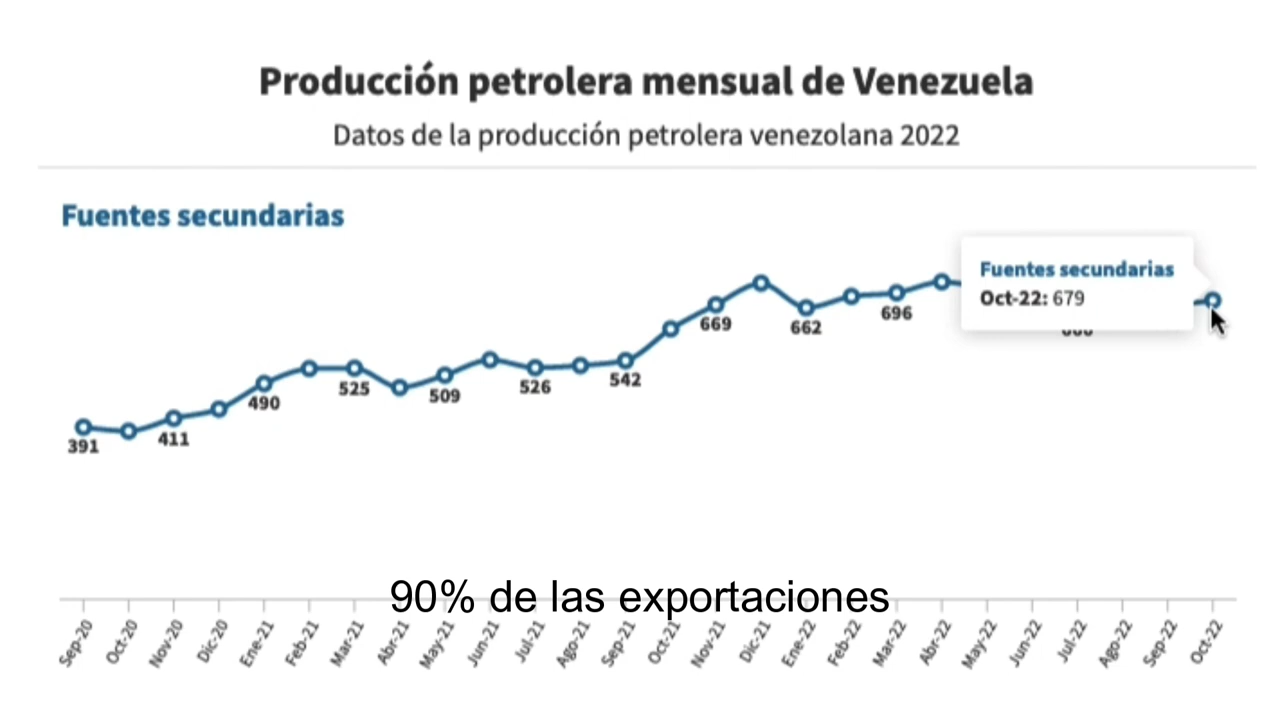 Producción petrolera mensual de Venezuela
Datos de la producción petrolera venezolana 2022
Fuentes secundarias
Fuentes secundarias
Oct-22: 679
669
662
696
525
509
526
542
490
391
411
90% de las exportaciones
Sep-20
Oct-20
Nov-20
Dic-20
Ene-21
Feb-21
Mar-21
Abr-21
May-21
Jun-21
Jul-21
Ago-21
Sep-21
Oct-21
Nov-21
Dic-21
Ene-22
Feb-22
Mar-22
Abr-22
May-22
Jun-22
Jul-22
Ago-22
Sep-22
Oct-22